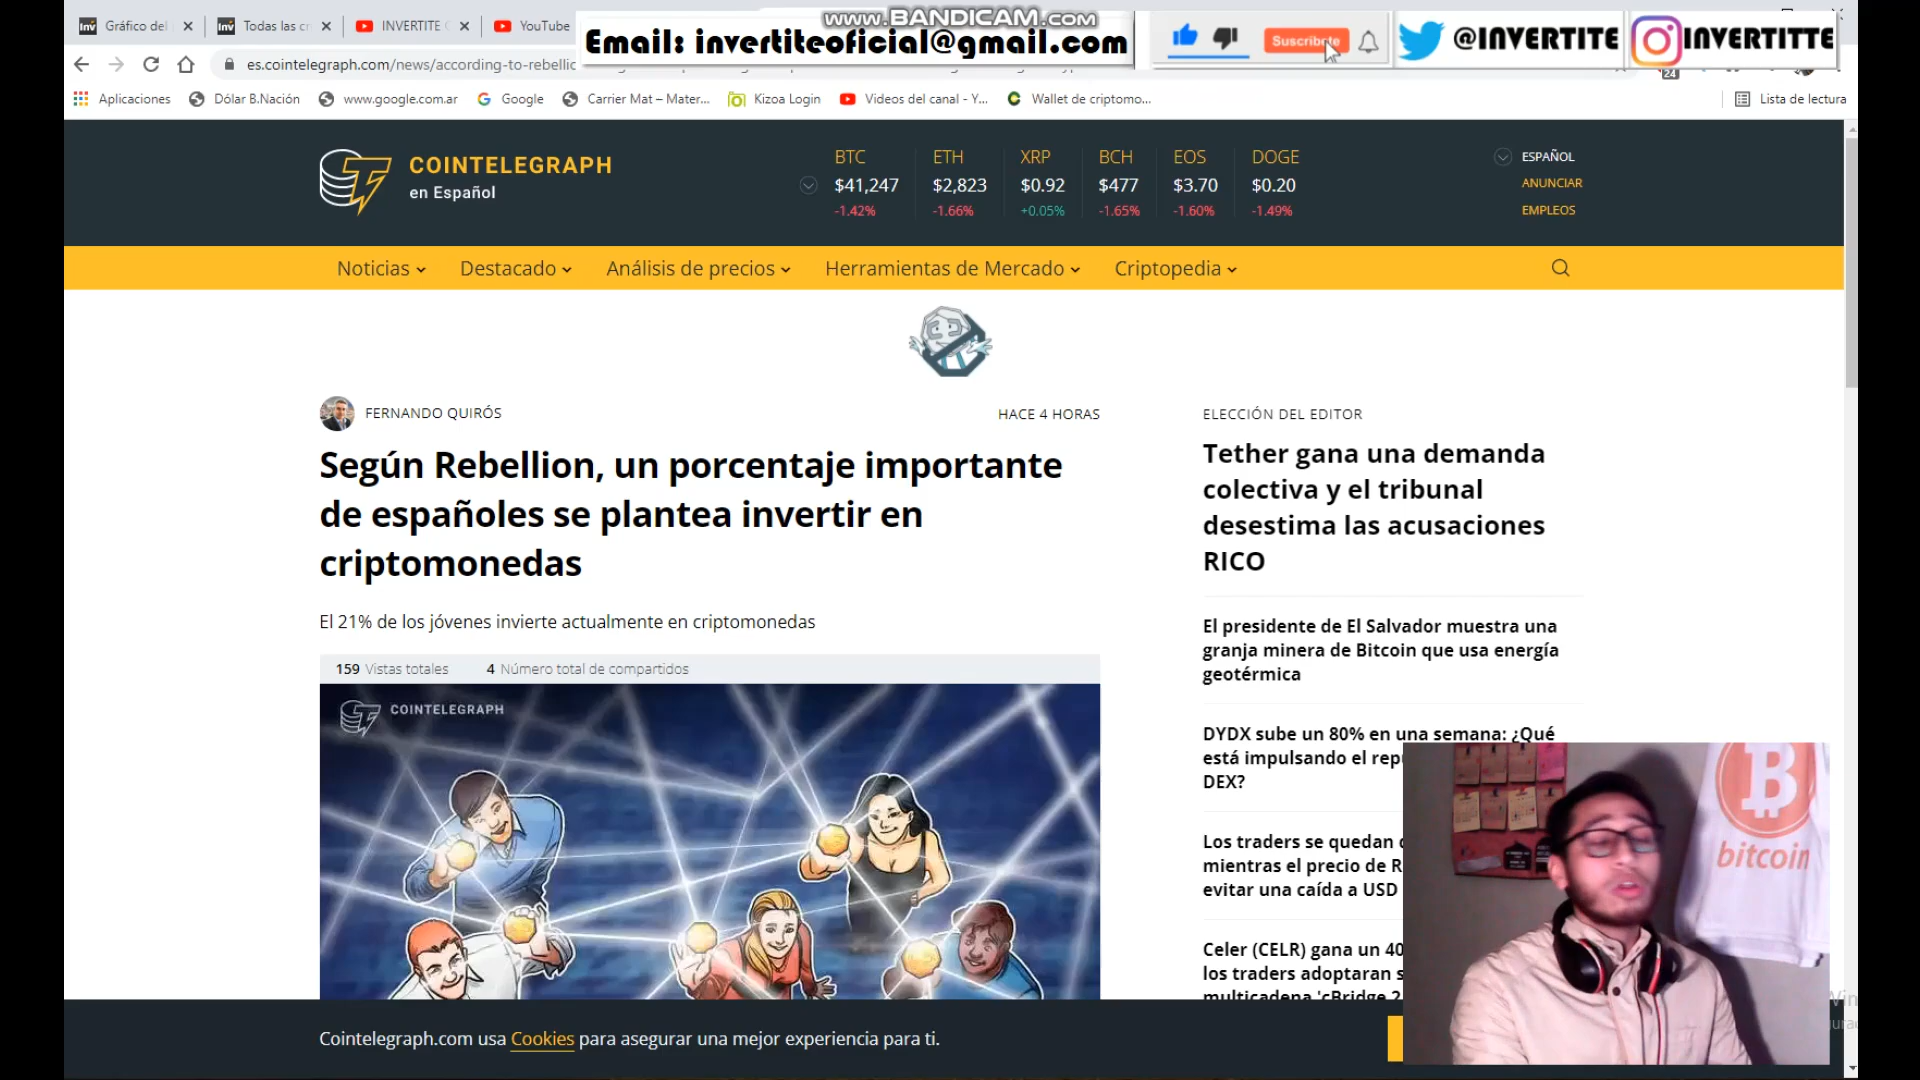 www.BANDICAM.com
Gráfico del
Todas las cr
INVERTITE
YouTube
Email: invertiteoficial@gmail.com
Suscribete
@INVERTITE
INVERTITTE
es.cointelegraph.com/news/according-to-rebellic
24
Aplicaciones
Dólar B.Nación
www.google.com.ar
Google
Carrier Mat – Mater...
Kizoa Login
Videos del canal - Y...
Wallet de criptomo...
Lista de lectura
COINTELEGRAPH
en Español
BTC ETH XRP BCH EOS DOGE
$41,247 $2,823 $0.92 $477 $3.70 $0.20
-1.42% -1.66% +0.05% -1.65% -1.60% -1.49%
ESPAÑOL
ANUNCIAR
EMPLEOS
Noticias Destacado Análisis de precios Herramientas de Mercado Criptopedia
FERNANDO QUIRÓS
HACE 4 HORAS
Según Rebellion, un porcentaje importante
de españoles se plantea invertir en
criptomonedas
El 21% de los jóvenes invierte actualmente en criptomonedas
159 Vistas totales 4 Número total de compartidos
COINTELEGRAPH
ELECCIÓN DEL EDITOR
Tether gana una demanda
colectiva y el tribunal
desestima las acusaciones
RICO
El presidente de El Salvador muestra una
granja minera de Bitcoin que usa energía
geotérmica
DYDX sube un 80% en una semana: ¿Qué
está impulsando el
DEX?
Los traders se quedan
mientras el precio de
evitar una caída a USD
Celer (CELR) gana un 40
los traders adoptaran
multicadena 'cBridge 2
bitcoin
Cointelegraph.com usa Cookies para asegurar una mejor experiencia para ti.